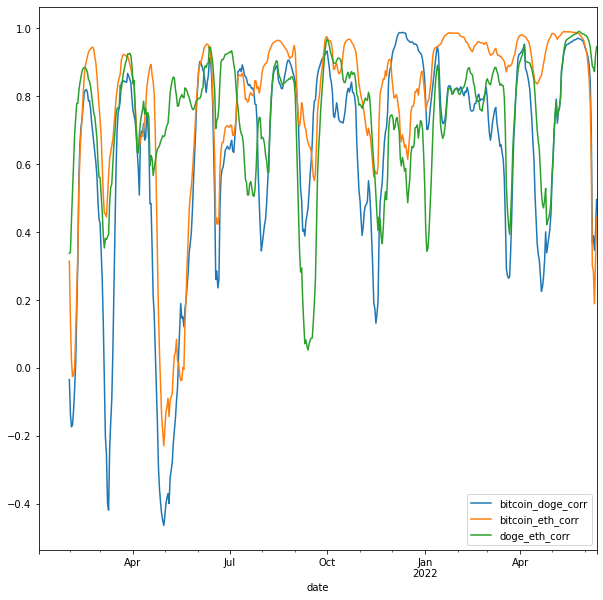 1.0
0.8
0.6
0.4
0.2
0.0
−0.2
−0.4
bitcoin_doge_corr
bitcoin_eth_corr
doge_eth_corr
Apr Jul Oct Jan Apr
2022
date